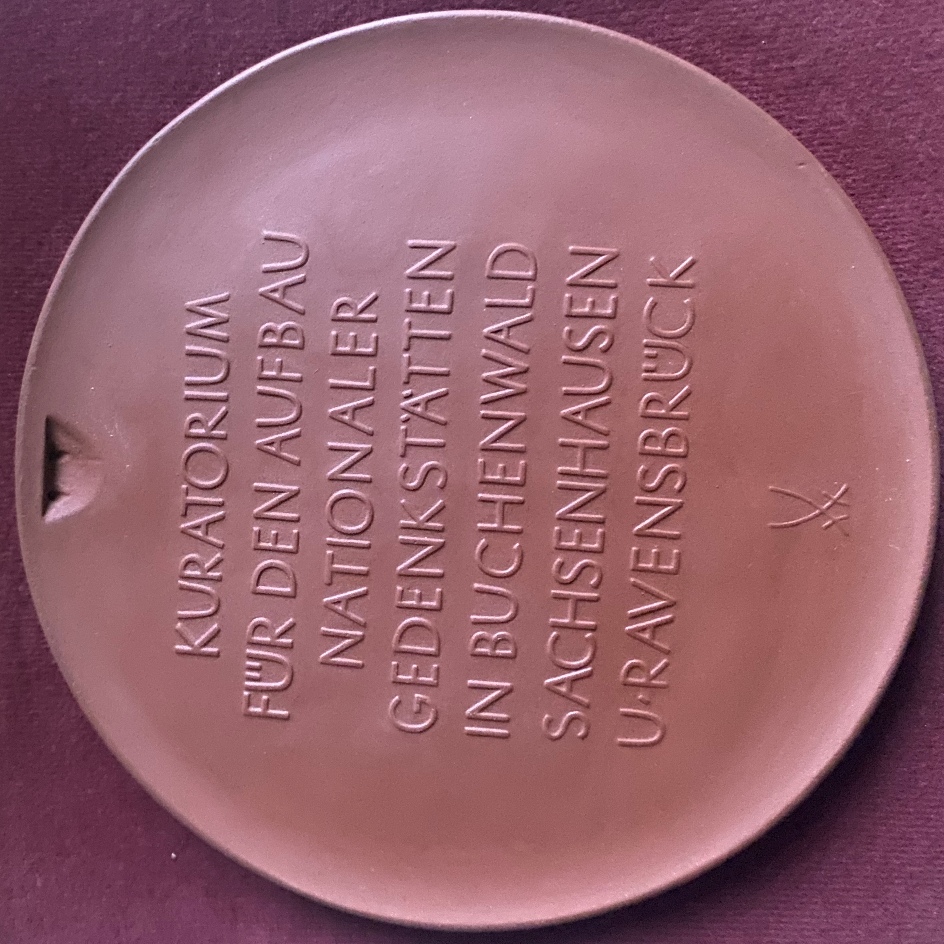 KURATORIUM
FÜR DEN AUFBAU
NATIONALER
GEDENKSTÄTTEN
IN BUCHENWALD
SACHSENHAUSEN
U·RAVENSBRÜCK